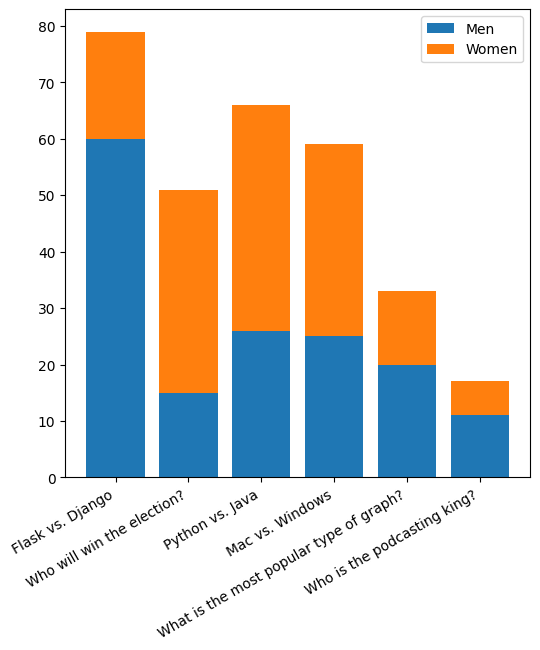 80
70
60
50
40
30
20
10
0
Men
Women
Flask vs. Django
Who will win the election?
Python vs. Java
Mac vs. Windows
What is the most popular type of graph?
Who is the podcasting king?